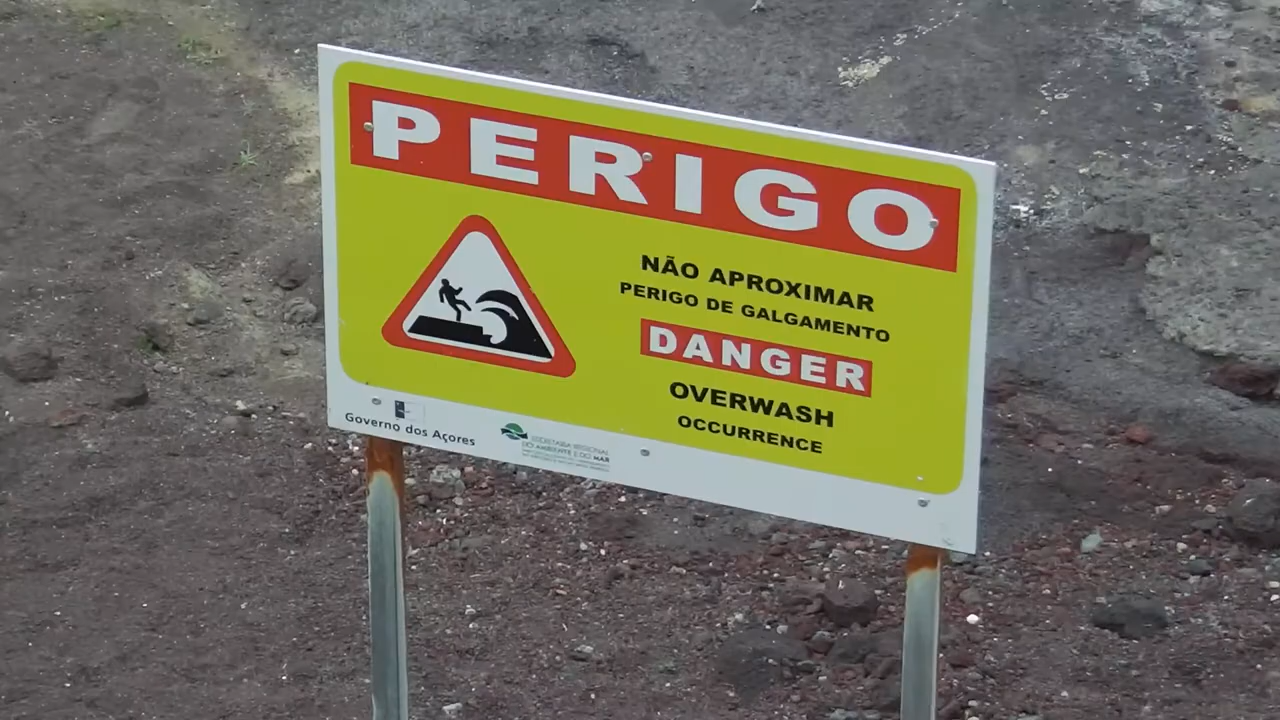 PERIGO
NÃO APROXIMAR
PERIGO DE GALGAMENTO
DANGER
OVERWASH
OCCURRENCE
Governo dos Açores
SECRETARIA REGIONAL
DO AMBIENTE E DO MAR